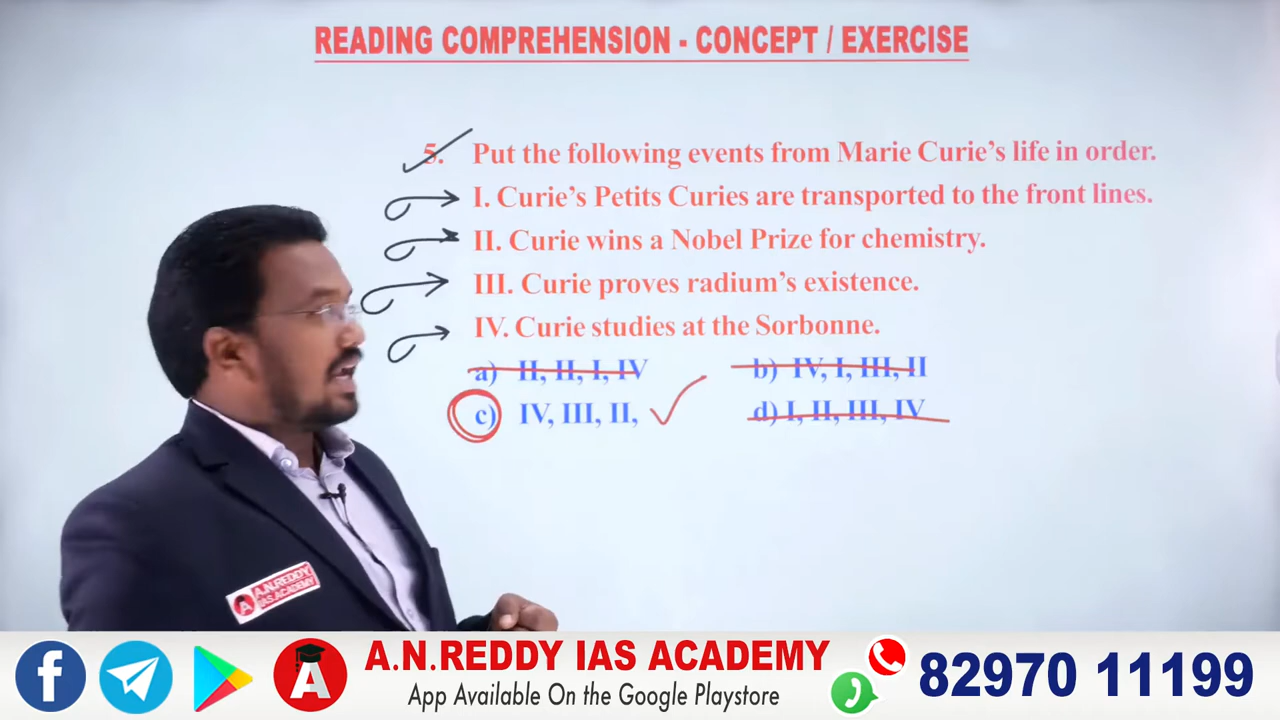 READING COMPREHENSION - CONCEPT / EXERCISE
5. Put the following events from Marie Curie's life in order.
I. Curie's Petits Curies are transported to the front lines.
II. Curie wins a Nobel Prize for chemistry.
III. Curie proves radium's existence.
IV. Curie studies at the Sorbonne.
a) II, II, I, IV b) IV, I, III, II
c) IV, III, II, d) I, II, III, IV
A.N.REDDY
IAS ACADEMY
A.N.REDDY IAS ACADEMY
App Available On the Google Playstore
82970 11199